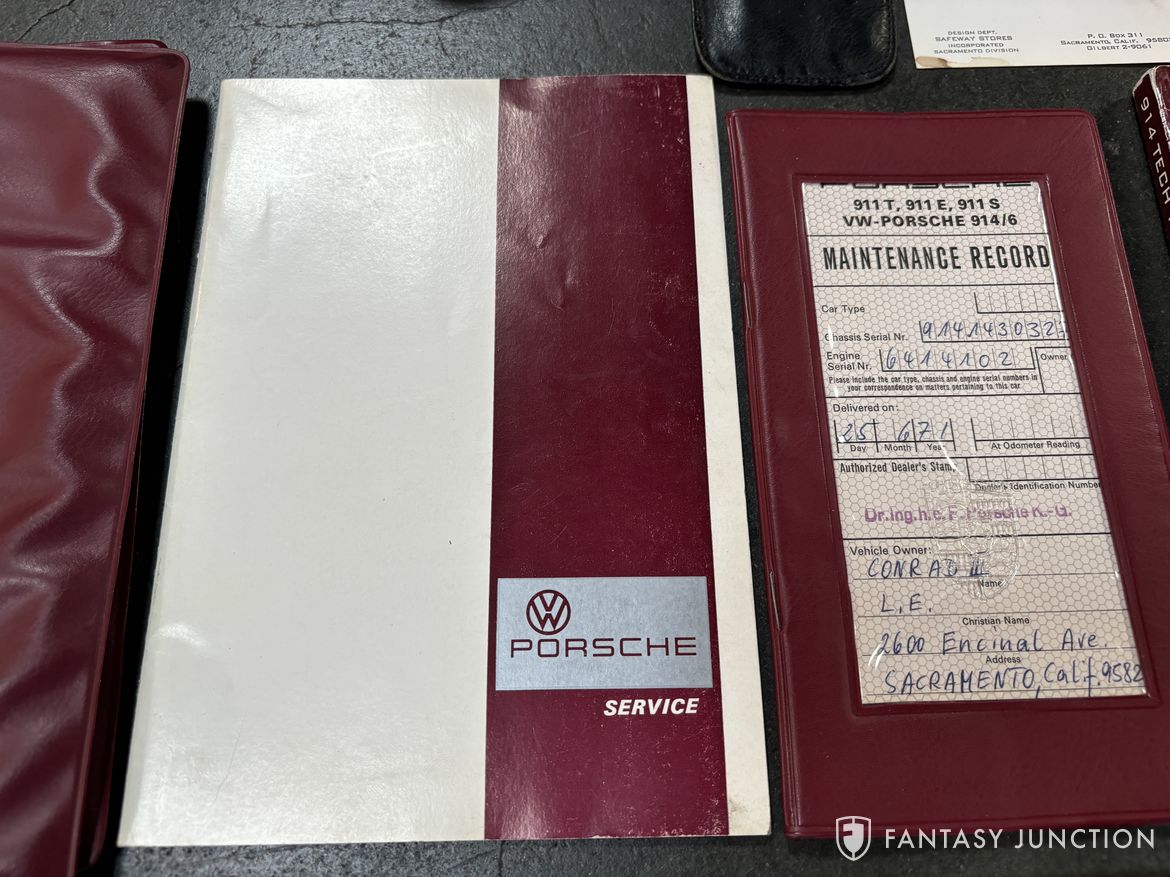 DESIGN DEPT.
SAFEWAY STORES
INCORPORATED
SACRAMENTO DIVISION
P. O. BOX 311
SACRAMENTO, CALIF. 9580
GILBERT 2-9061
914 TECH
VW
PORSCHE
SERVICE
PORSCHE
911 T, 911 E, 911 S
VW-PORSCHE 914/6
MAINTENANCE RECORD
Car Type
Chassis Serial Nr. 914143032
Engine
Serial Nr. 6414102 Owner
Please include the car type, chassis and engine serial numbers in
your correspondence on matters pertaining to this car
Delivered on:
25 6 71
Day Month Year At Odometer Reading
Authorized Dealer's Stamp
Dealer's Identification Number
Dr.Ing.h.c.F.Porsche K.-G.
Vehicle Owner:
CONRAD III
Name
L.E.
Christian Name
2600 Encinal Ave.
Address
SACRAMENTO, Calif. 9582
FANTASY JUNCTION